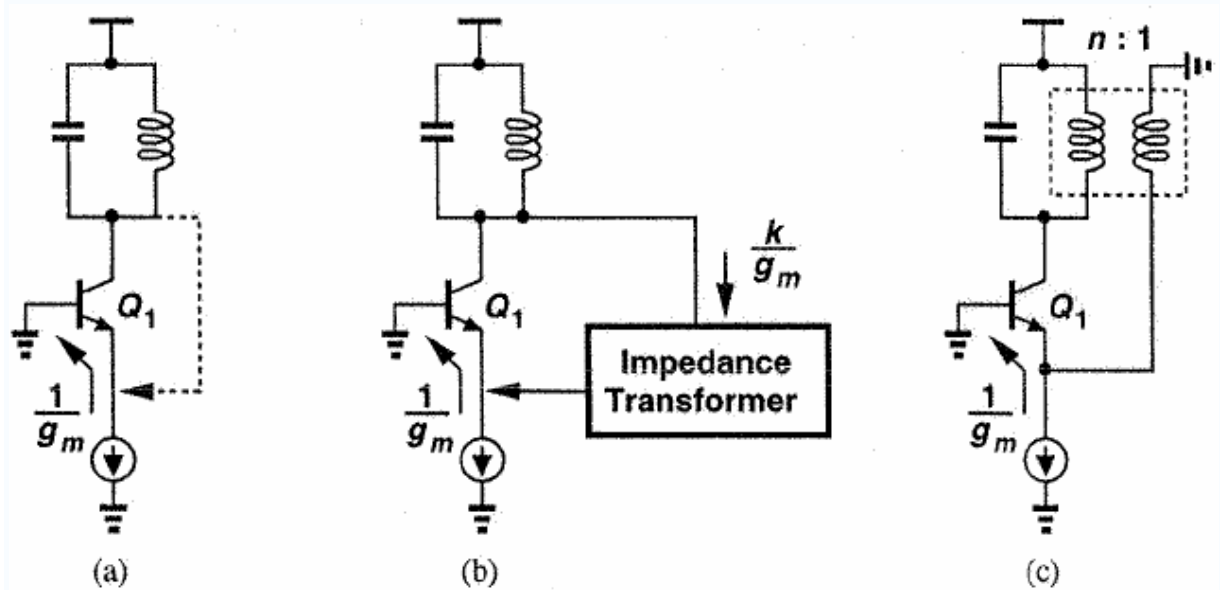 n : 1
k
g_m
Q_1
Q_1
Q_1
Impedance
Transformer
1
g_m
1
g_m
1
g_m
(a)
(b)
(c)